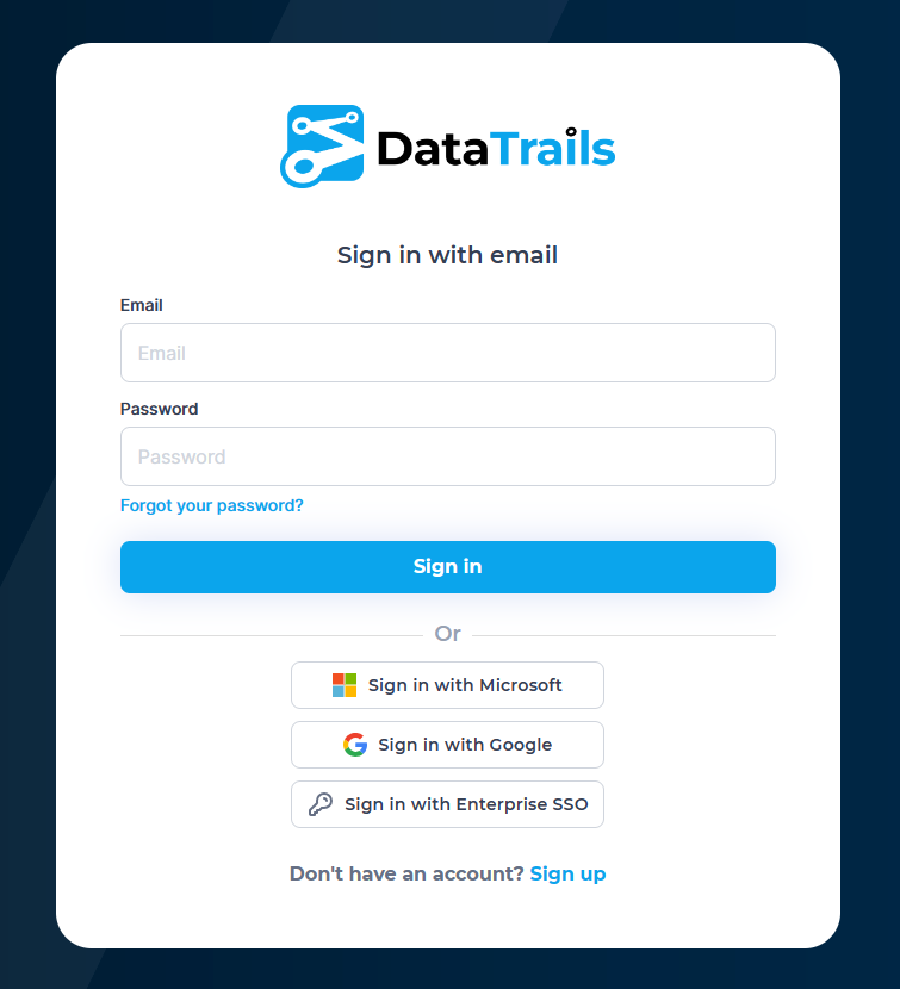 DataTrails
Sign in with email
Email
Email
Password
Password
Forgot your password?
Sign in
Or
Sign in with Microsoft
Sign in with Google
Sign in with Enterprise SSO
Don't have an account? Sign up